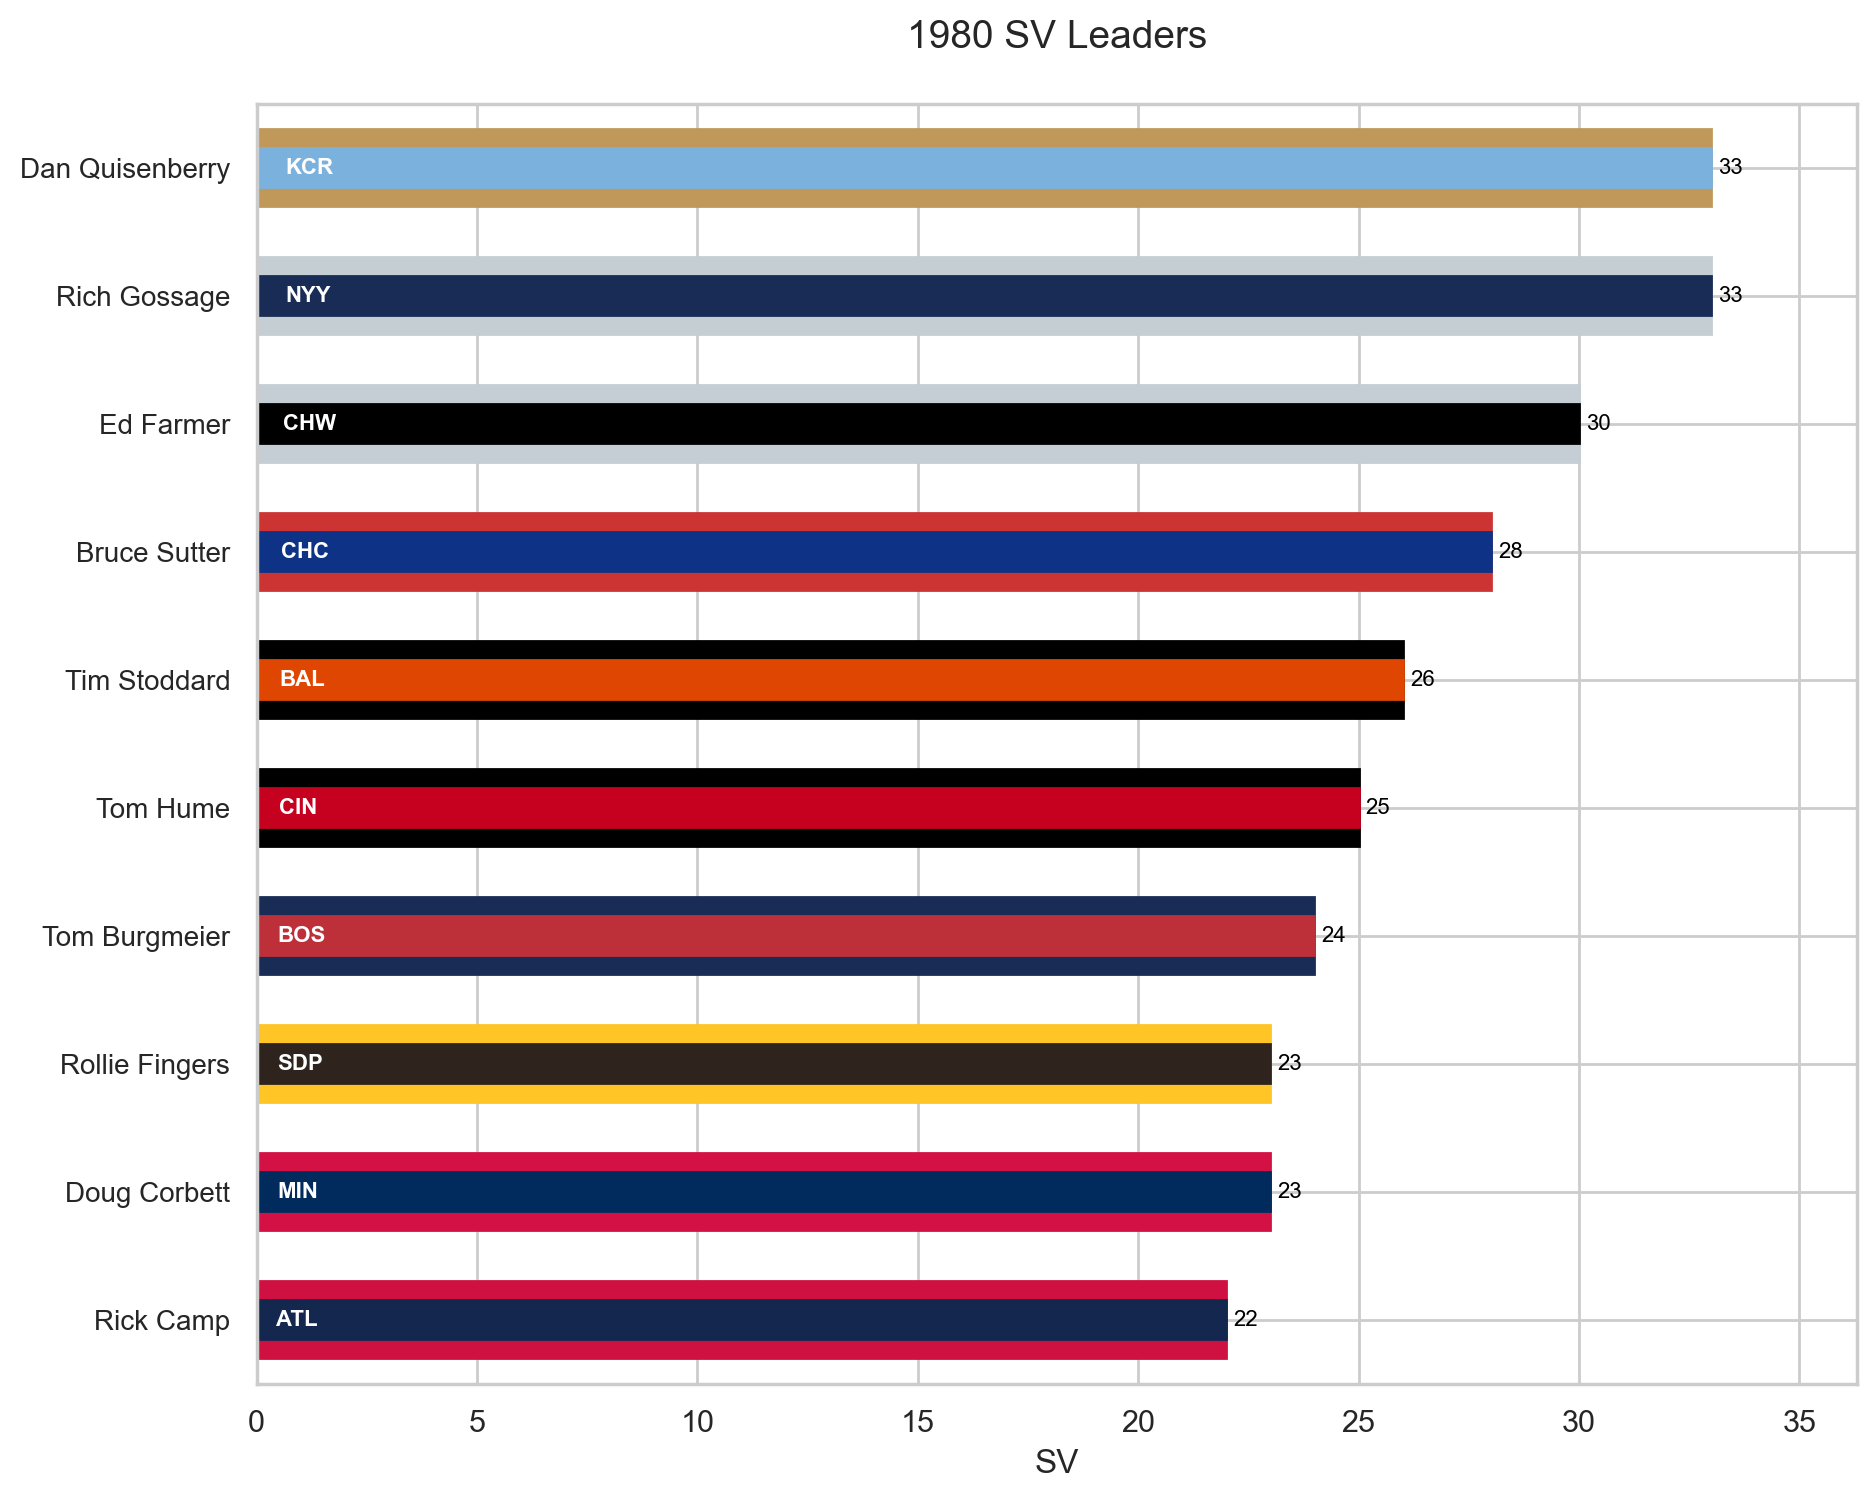 1980 SV Leaders
Dan Quisenberry KCR 33
Rich Gossage NYY 33
Ed Farmer CHW 30
Bruce Sutter CHC 28
Tim Stoddard BAL 26
Tom Hume CIN 25
Tom Burgmeier BOS 24
Rollie Fingers SDP 23
Doug Corbett MIN 23
Rick Camp ATL 22
0 5 10 15 20 25 30 35
SV